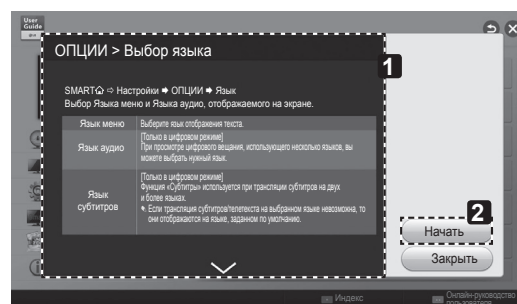 User
Guide
ОПЦИИ > Выбор языка
1
SMART ⇨ Настройки ➡ ОПЦИИ ➡ Язык
Выбор Языка меню и Языка аудио, отображаемого на экране.
Язык меню
Выберите язык отображения текста.
Язык аудио
[Только в цифровом режиме]
При просмотре цифрового вещания, использующего несколько языков, вы
можете выбрать нужный язык.
Язык
субтитров
[Только в цифровом режиме]
Функция «Субтитры» используется при трансляции субтитров на двух
и более языках.
Если трансляция субтитров/телетекста на выбранном языке невозможна, то
они отображаются на языке, заданном по умолчанию.
2
Начать
Закрыть
Индекс
Онлайн-руководство
пользователя